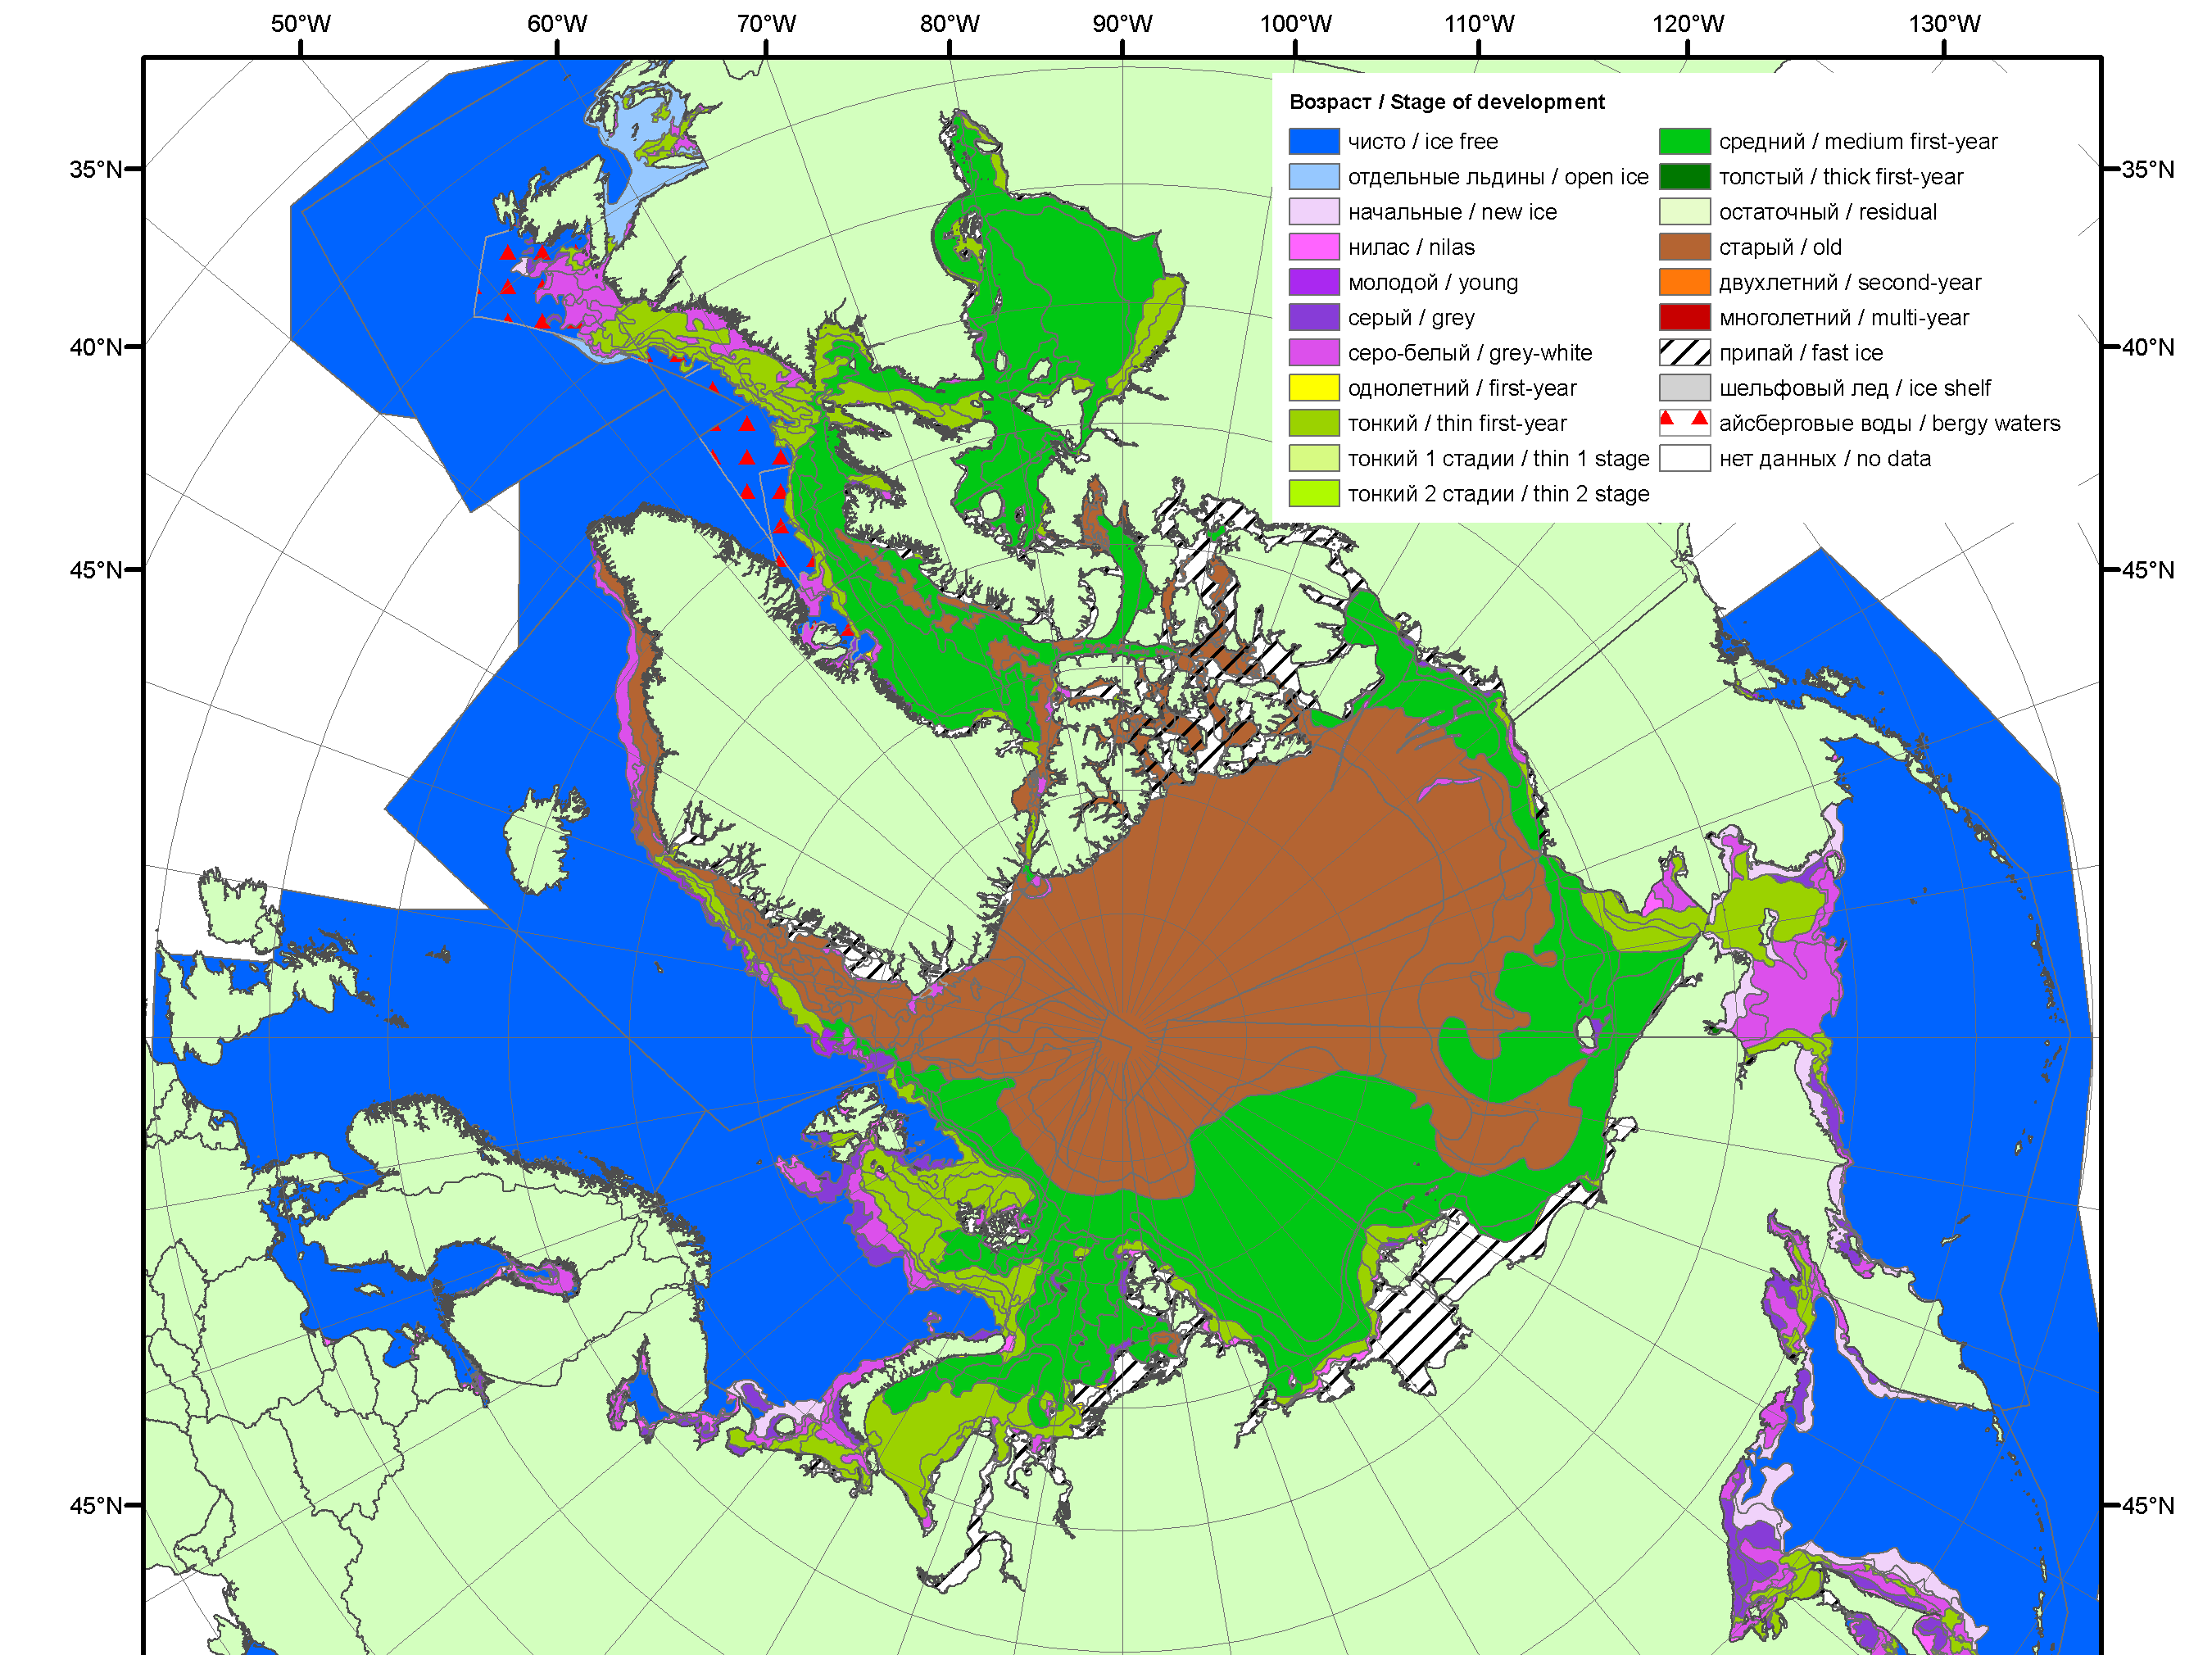 50°W 60°W 70°W 80°W 90°W 100°W 110°W 120°W 130°W
Возраст / Stage of development
чисто / ice free
отдельные льдины / open ice
начальные / new ice
нилас / nilas
молодой / young
серый / grey
серо-белый / grey-white
однолетний / first-year
тонкий / thin first-year
тонкий 1 стадии / thin 1 stage
тонкий 2 стадии / thin 2 stage
средний / medium first-year
толстый / thick first-year
остаточный / residual
старый / old
двухлетний / second-year
многолетний / multi-year
припай / fast ice
шельфовый лед / ice shelf
айсберговые воды / bergy waters
нет данных / no data
35°N 35°N
40°N 40°N
45°N 45°N
45°N 45°N